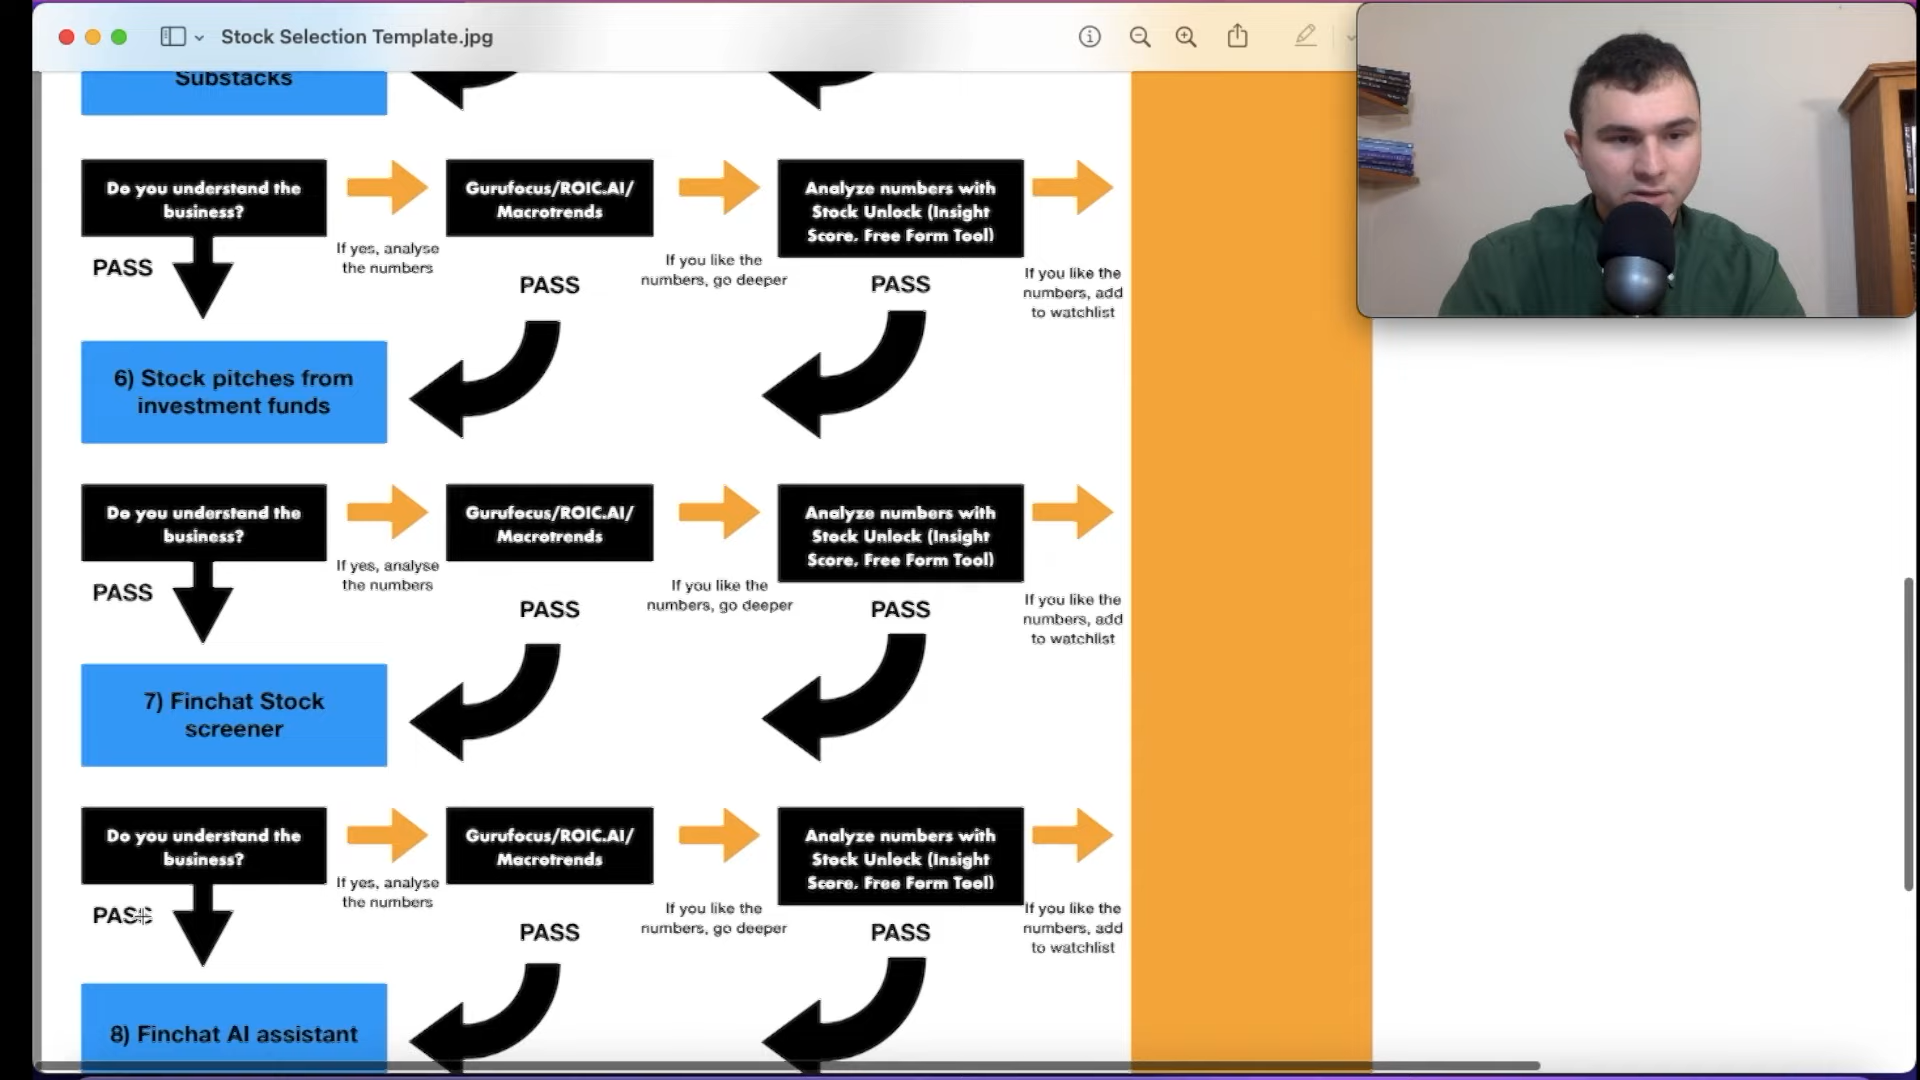 Stock Selection Template.jpg
Substacks
Do you understand the
business?
If yes, analyse
the numbers
PASS
Gurufocus/ROIC.AI/
Macrotrends
PASS
If you like the
numbers, go deeper
Analyze numbers with
Stock Unlock (Insight
Score, Free Form Tool)
PASS
If you like the
numbers, add
to watchlist
6) Stock pitches from
investment funds
Do you understand the
business?
If yes, analyse
the numbers
PASS
Gurufocus/ROIC.AI/
Macrotrends
PASS
If you like the
numbers, go deeper
Analyze numbers with
Stock Unlock (Insight
Score, Free Form Tool)
PASS
If you like the
numbers, add
to watchlist
7) Finchat Stock
screener
Do you understand the
business?
If yes, analyse
the numbers
PASS
Gurufocus/ROIC.AI/
Macrotrends
PASS
If you like the
numbers, go deeper
Analyze numbers with
Stock Unlock (Insight
Score, Free Form Tool)
PASS
If you like the
numbers, add
to watchlist
8) Finchat AI assistant